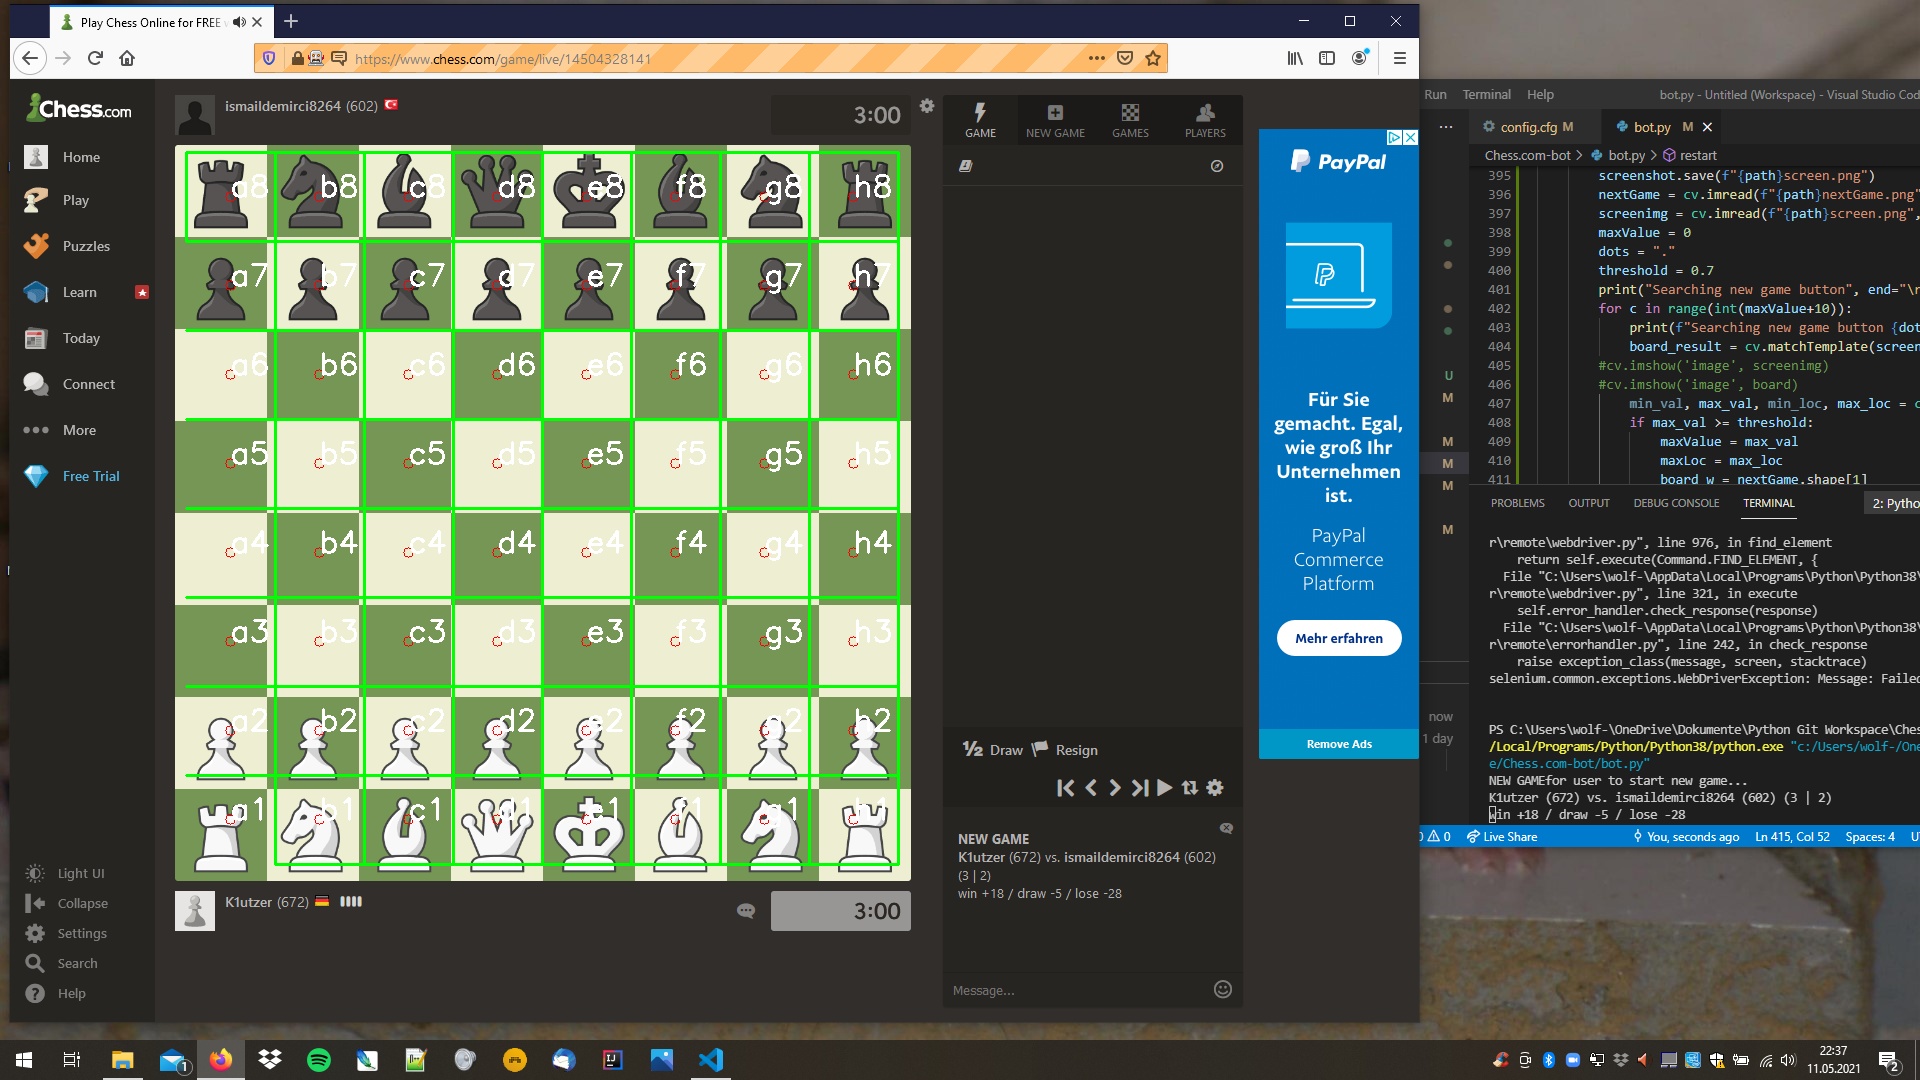 Play Chess Online for FREE
https://www.chess.com/game/live/14504328141
Chess.com
Home
Play
Puzzles
Learn
Today
Connect
More
Free Trial
Light UI
Collapse
Settings
Search
Help
ismaildemirci8264 (602)
3:00
a8 b8 c8 d8 e8 f8 g8 h8
a7 b7 c7 d7 e7 f7 g7 h7
a6 b6 c6 d6 e6 f6 g6 h6
a5 b5 c5 d5 e5 f5 g5 h5
a4 b4 c4 d4 e4 f4 g4 h4
a3 b3 c3 d3 e3 f3 g3 h3
a2 b2 c2 d2 e2 f2 g2 h2
a1 b1 c1 d1 e1 f1 g1 h1
K1utzer (672)
3:00
GAME NEW GAME GAMES PLAYERS
½ Draw Resign
NEW GAME
K1utzer (672) vs. ismaildemirci8264 (602)
(3 | 2)
win +18 / draw -5 / lose -28
Message...
PayPal
Für Sie
gemacht. Egal,
wie groß Ihr
Unternehmen
ist.
PayPal
Commerce
Platform
Mehr erfahren
Remove Ads
Run Terminal Help bot.py - Untitled (Workspace) - Visual Studio Cod
config.cfg M bot.py M
Chess.com-bot > bot.py > restart
395 screenshot.save(f"{path}screen.png")
396 nextGame = cv.imread(f"{path}nextGame.png"
397 screenimg = cv.imread(f"{path}screen.png",
398 maxValue = 0
399 dots = "."
400 threshold = 0.7
401 print("Searching new game button", end="\r
402 for c in range(int(maxValue+10)):
403 print(f"Searching new game button {dot
404 board_result = cv.matchTemplate(screen
405 #cv.imshow('image', screenimg)
406 #cv.imshow('image', board)
407 min_val, max_val, min_loc, max_loc = c
408 if max_val >= threshold:
409 maxValue = max_val
410 maxLoc = max_loc
411 board_w = nextGame.shape[1]
U
M
M
M
M
M
PROBLEMS OUTPUT DEBUG CONSOLE TERMINAL 2: Pytho
r\remote\webdriver.py", line 976, in find_element
return self.execute(Command.FIND_ELEMENT, {
File "C:\Users\wolf-\AppData\Local\Programs\Python\Python38\
r\remote\webdriver.py", line 321, in execute
self.error_handler.check_response(response)
File "C:\Users\wolf-\AppData\Local\Programs\Python\Python38\
r\remote\errorhandler.py", line 242, in check_response
raise exception_class(message, screen, stacktrace)
selenium.common.exceptions.WebDriverException: Message: Failed
now
1 day
PS C:\Users\wolf-\OneDrive\Dokumente\Python Git Workspace\Ches
/Local/Programs/Python/Python38/python.exe "c:/Users/wolf-/One
e/Chess.com-bot/bot.py"
NEW GAMEfor user to start new game...
K1utzer (672) vs. ismaildemirci8264 (602) (3 | 2)
win +18 / draw -5 / lose -28
0 0 Live Share You, seconds ago Ln 415, Col 52 Spaces: 4 U
1
22:37
11.05.2021
2